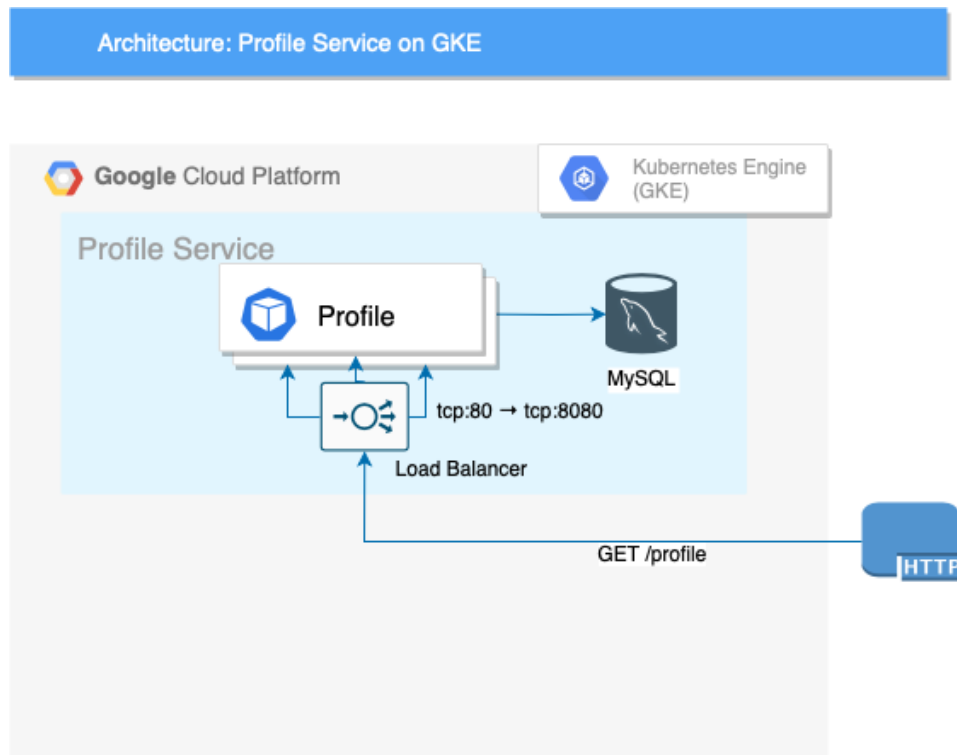 Architecture: Profile Service on GKE
Google Cloud Platform
Kubernetes Engine
(GKE)
Profile Service
Profile
MySQL
tcp:80 → tcp:8080
Load Balancer
GET /profile
HTTP